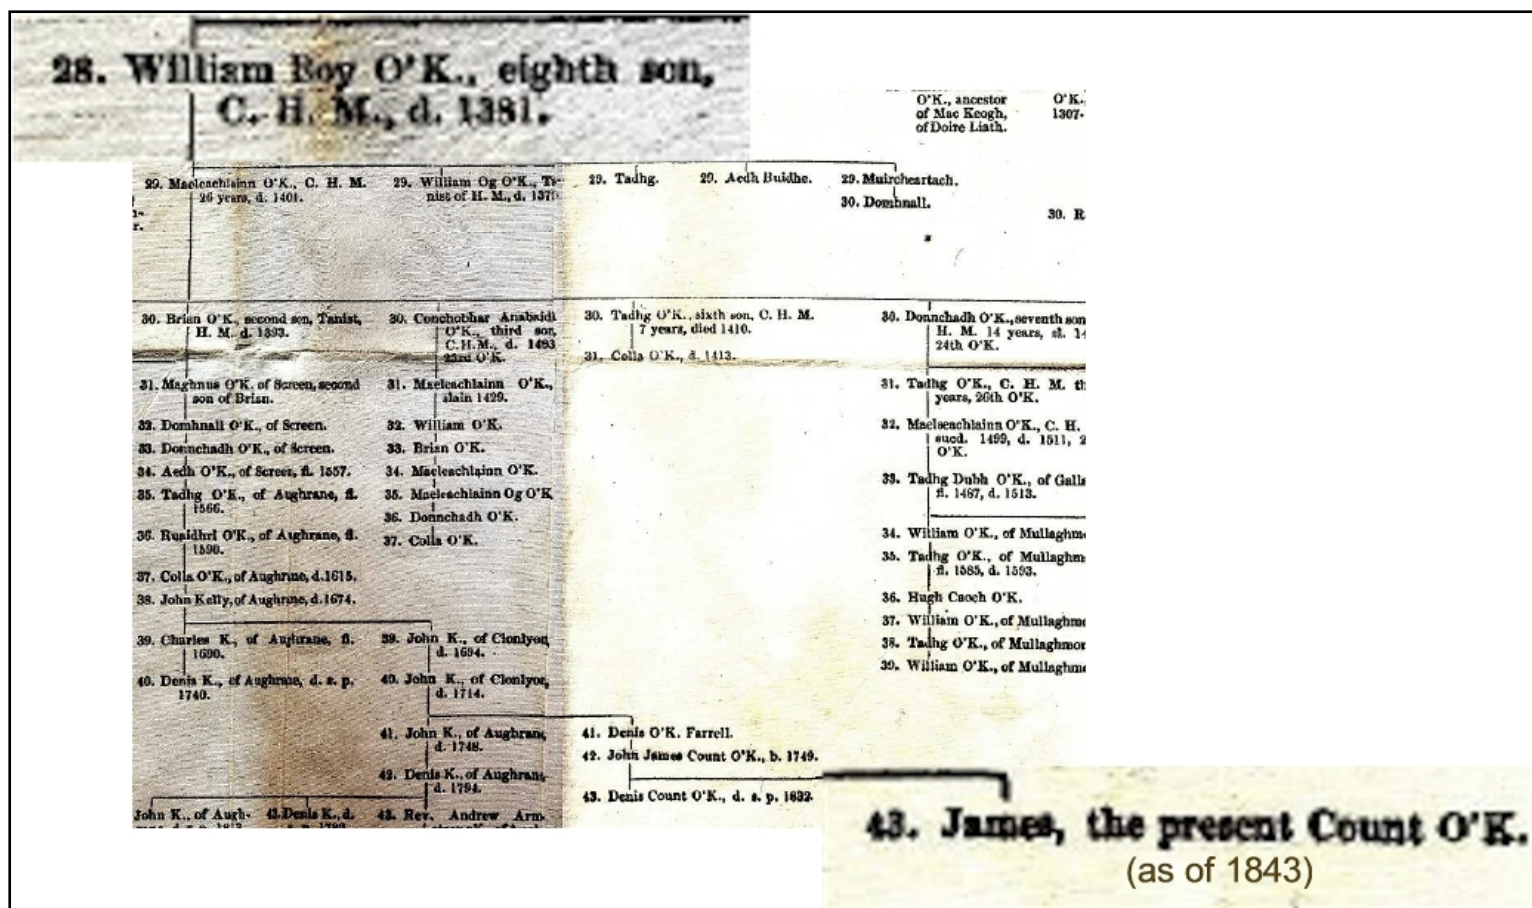 28. William Boy O'K., eighth son,
C. H. M., d. 1381.
O'K., ancestor
of Mac Keogh,
of Doire Liath.
O'K.
1307-
29. Maeleachlainn O'K., C. H. M.
26 years, d. 1401.
29. William Og O'K., Ta-
nist of H. M., d. 137
29. Tadhg.
29. Aedh Buidhe.
29. Muircheartach.
30. Domhnall.
30. R
n-
r.
30. Brian O'K., second son, Tanist,
H. M. d. 1393.
30. Conchobhar Anabaidi
O'K., third son,
C.H.M., d. 1493
23rd O'K.
30. Tadhg O'K., sixth son, C. H. M.
7 years, died 1410.
31. Colla O'K., d. 1413.
30. Donnchadh O'K., seventh son
H. M. 14 years, sl. 14
24th O'K.
31. Maghnus O'K. of Screen, second
son of Brian.
32. Domhnall O'K., of Screen.
33. Donnchadh O'K., of Screen.
34. Aedh O'K., of Screen, fl. 1557.
35. Tadhg O'K., of Aughrane, fl.
1566.
36. Ruaidhri O'K., of Aughrane, fl.
1590.
37. Colla O'K., of Aughrane, d. 1615.
38. John Kelly, of Aughrane, d. 1674.
31. Maeleachlainn O'K.,
slain 1429.
32. William O'K.
33. Brian O'K.
34. Maeleachlainn O'K.
35. Maeleachlainn Og O'K
36. Donnchadh O'K.
37. Colla O'K.
31. Tadhg O'K., C. H. M. th
years, 26th O'K.
32. Maelseachlainn O'K., C. H.
sucd. 1499, d. 1511, 2
O'K.
33. Tadhg Dubh O'K., of Galla
fl. 1487, d. 1513.
34. William O'K., of Mullaghm
35. Tadhg O'K., of Mullaghm
fl. 1585, d. 1593.
36. Hugh Caoch O'K.
37. William O'K., of Mullaghm
38. Tadhg O'K., of Mullaghmor
39. William O'K., of Mullaghm
39. Charles K., of Aughrane, fl.
1690.
40. Denis K., of Aughrane, d. s. p.
1740.
39. John K., of Clonlyon,
d. 1694.
40. John K., of Clonlyon,
d. 1714.
41. John K., of Aughrane,
d. 1748.
42. Denis K., of Aughrane
d. 1794.
41. Denis O'K. Farrell.
42. John James Count O'K., b. 1749.
43. Denis Count O'K., d. s. p. 1832.
John K., of Augh-
43. Denis K., d.
43. Rev. Andrew Arm-
43. James, the present Count O'K.
(as of 1843)